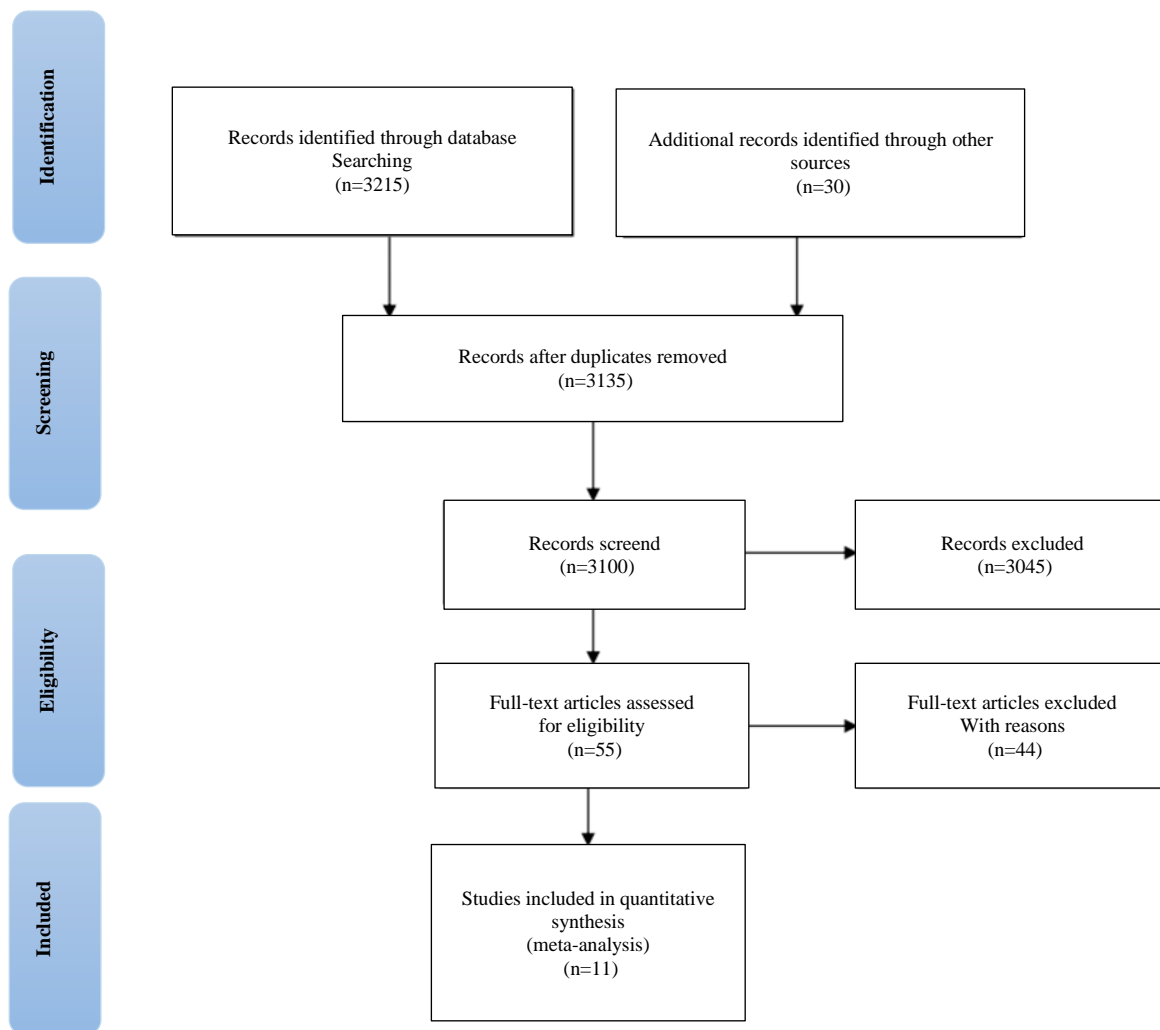 Identification
Records identified through database
Searching
(n=3215)
Additional records identified through other
sources
(n=30)
Screening
Records after duplicates removed
(n=3135)
Records screend
(n=3100)
Records excluded
(n=3045)
Eligibility
Full-text articles assessed
for eligibility
(n=55)
Full-text articles excluded
With reasons
(n=44)
Included
Studies included in quantitative
synthesis
(meta-analysis)
(n=11)